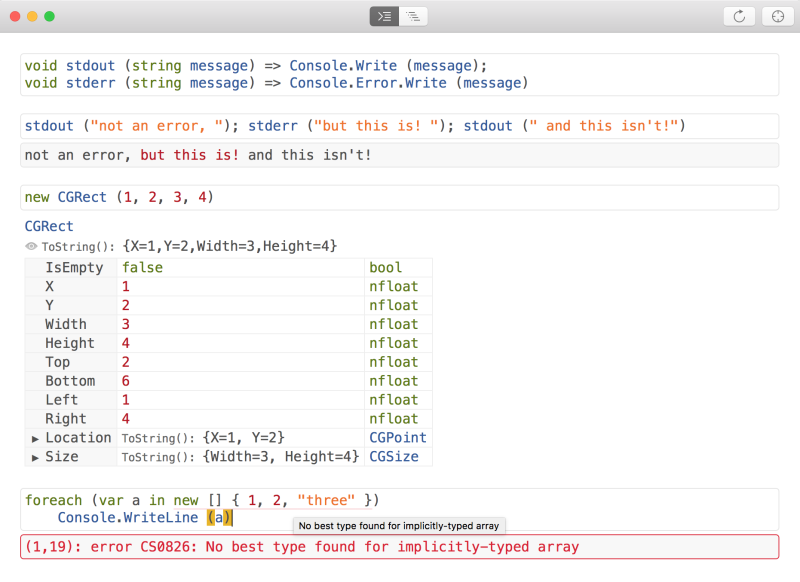 void stdout (string message) => Console.Write (message);
void stderr (string message) => Console.Error.Write (message)
stdout ("not an error, "); stderr ("but this is! "); stdout (" and this isn't!")
not an error, but this is! and this isn't!
new CGRect (1, 2, 3, 4)
CGRect
ToString(): {X=1,Y=2,Width=3,Height=4}
IsEmpty false bool
X 1 nfloat
Y 2 nfloat
Width 3 nfloat
Height 4 nfloat
Top 2 nfloat
Bottom 6 nfloat
Left 1 nfloat
Right 4 nfloat
▶ Location ToString(): {X=1, Y=2} CGPoint
▶ Size ToString(): {Width=3, Height=4} CGSize
foreach (var a in new [] { 1, 2, "three" })
Console.WriteLine (a)
No best type found for implicitly-typed array
(1,19): error CS0826: No best type found for implicitly-typed array